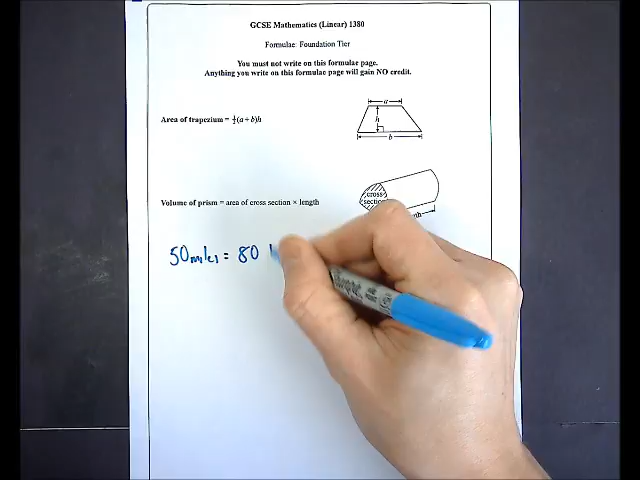 GCSE Mathematics (Linear) 1380
Formulae: Foundation Tier
You must not write on this formulae page.
Anything you write on this formulae page will gain NO credit.
a
Area of trapezium = ½(a + b)h
h
b
cross
Volume of prism = area of cross section × length
section
50 miles = 80